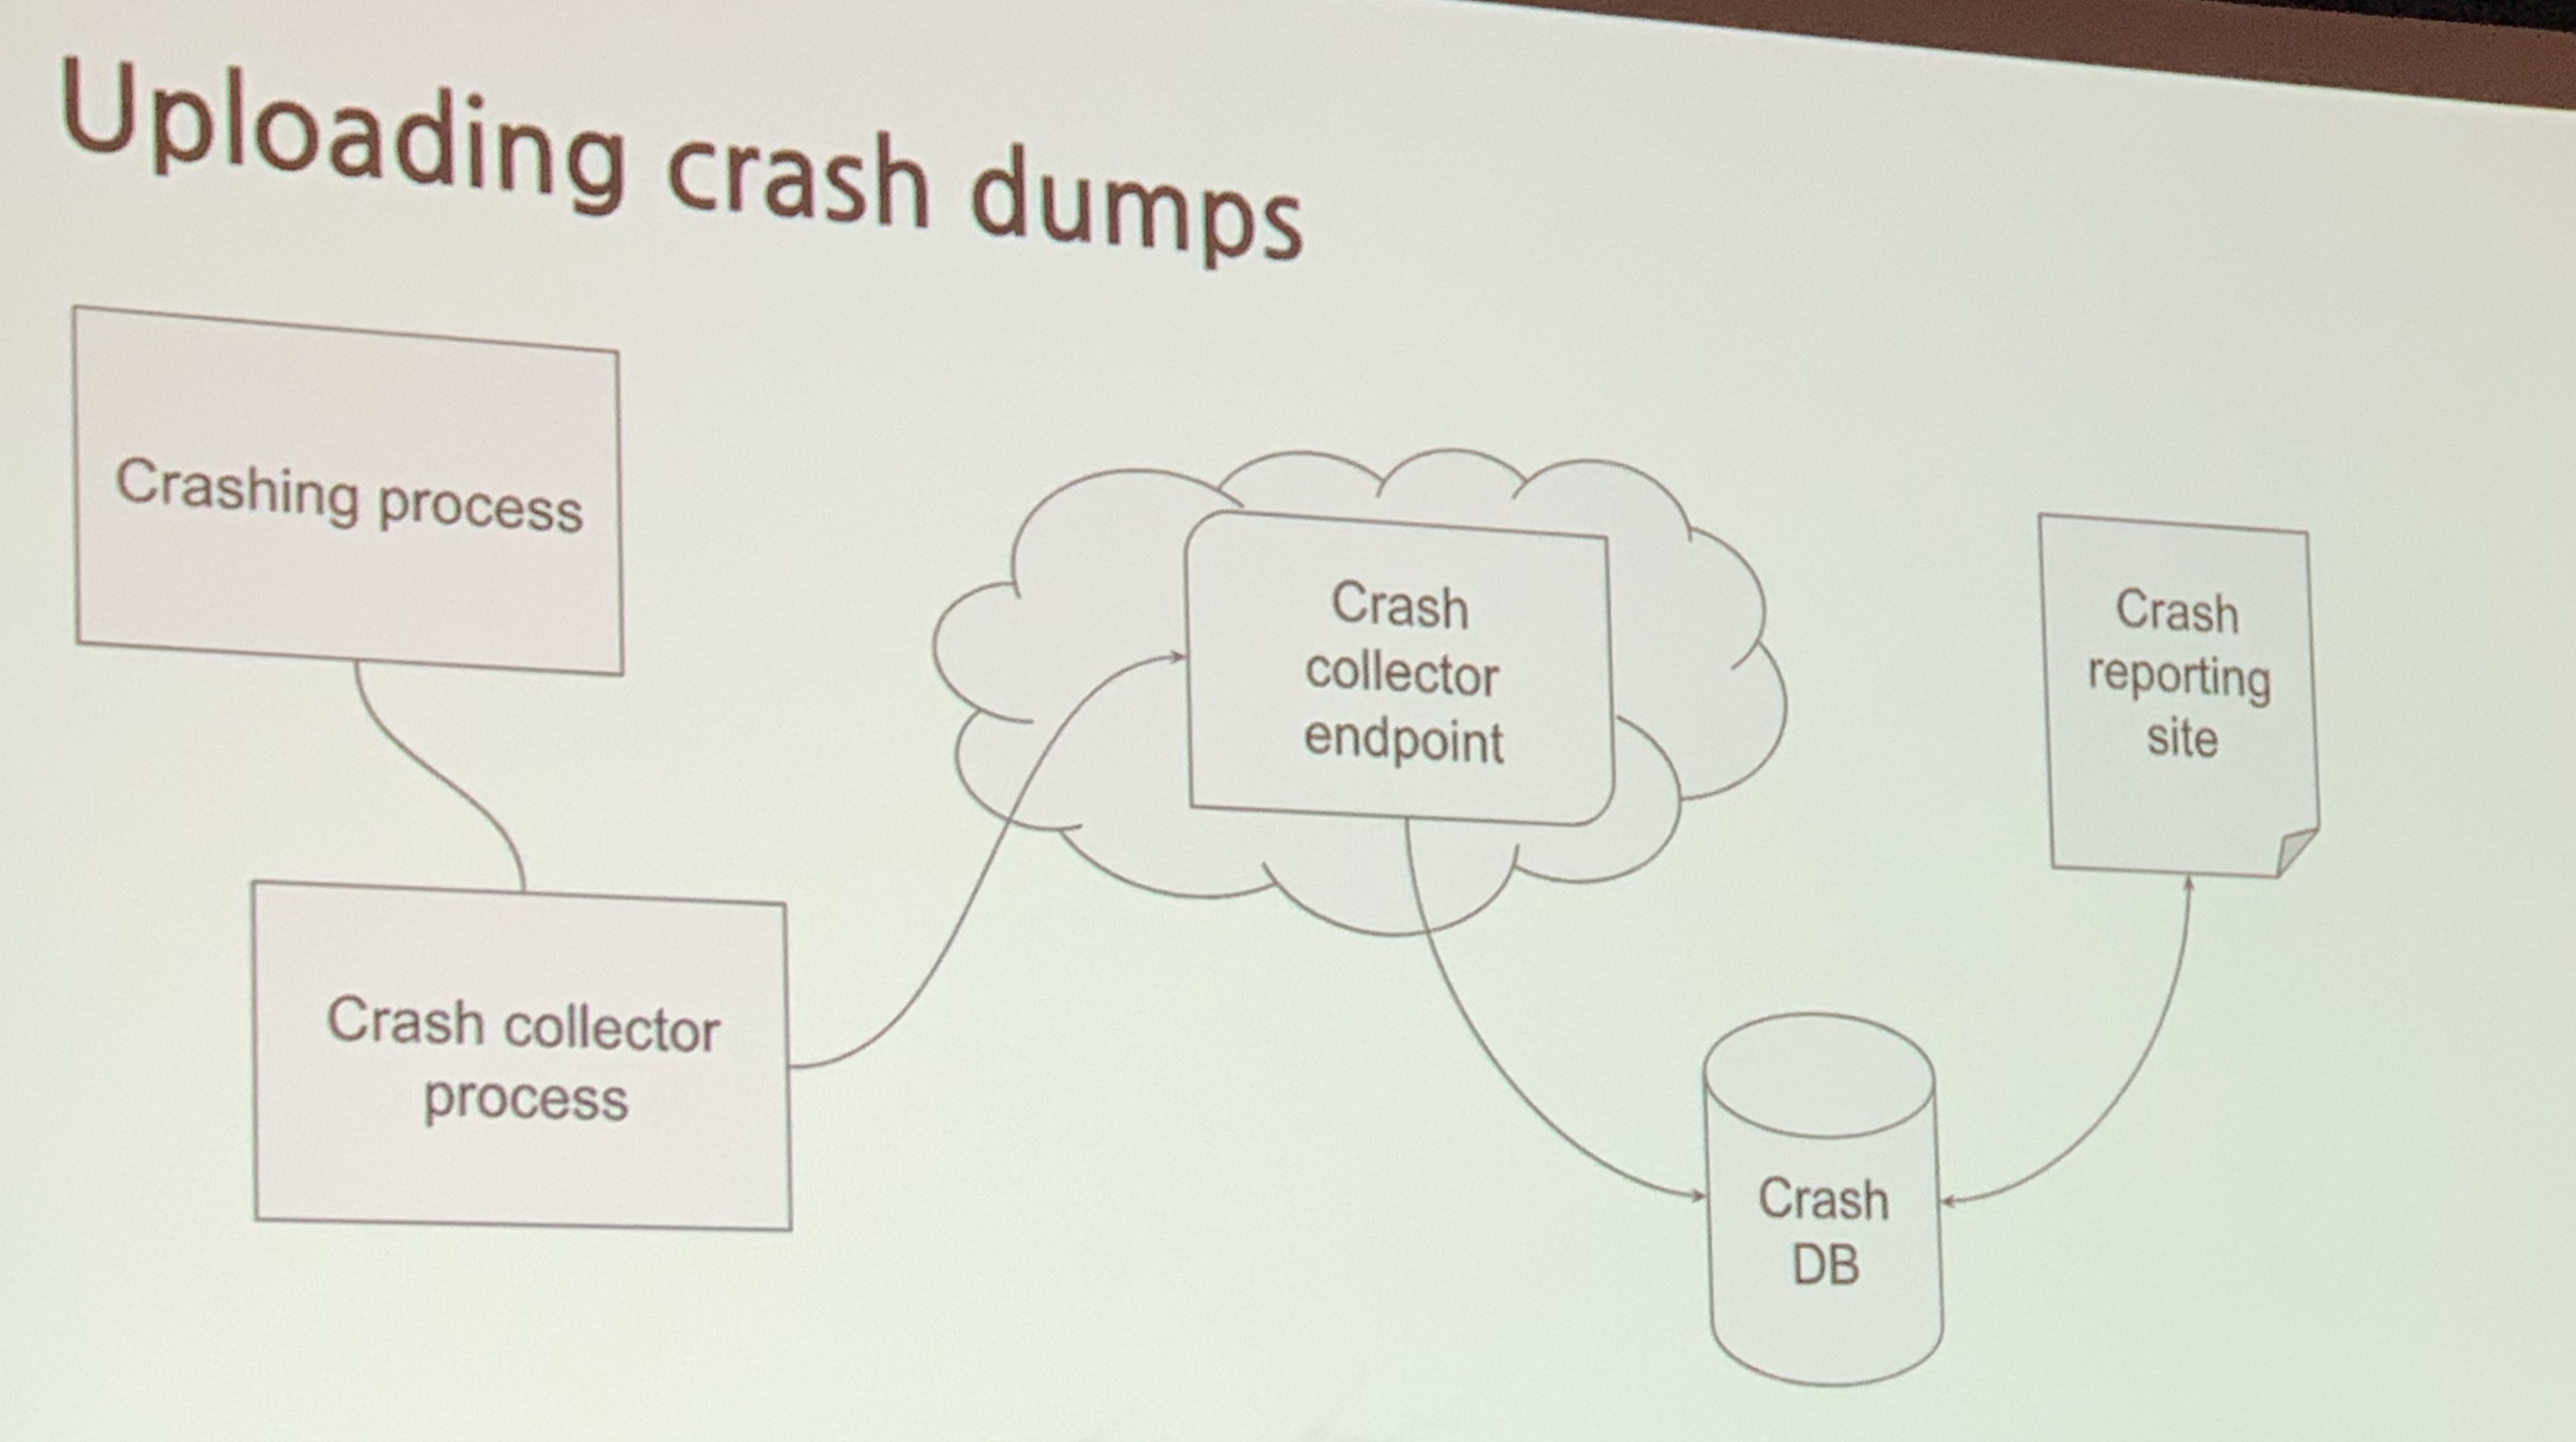 Uploading crash dumps
Crashing process
Crash collector
process
Crash
collector
endpoint
Crash
DB
Crash
reporting
site